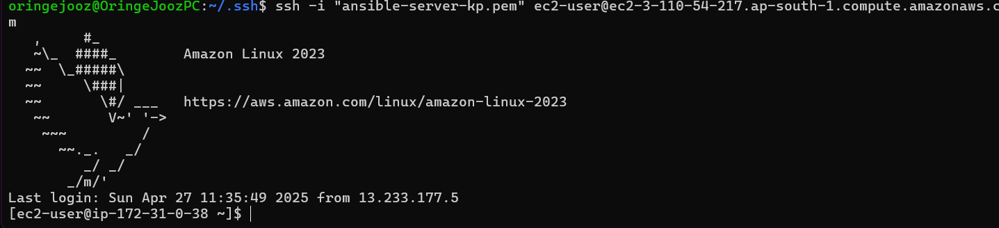 oringejooz@OringeJoozPC:~/.ssh$ ssh -i "ansible-server-kp.pem" ec2-user@ec2-3-110-54-217.ap-south-1.compute.amazonaws.c
m
   ,     #_
   ~\_  ####_        Amazon Linux 2023
  ~~  \_#####\
  ~~     \###|
  ~~       \#/ ___   https://aws.amazon.com/linux/amazon-linux-2023
   ~~       V~' '->
    ~~~         /
      ~~._.   _/
         _/ _/
       _/m/'
Last login: Sun Apr 27 11:35:49 2025 from 13.233.177.5
[ec2-user@ip-172-31-0-38 ~]$